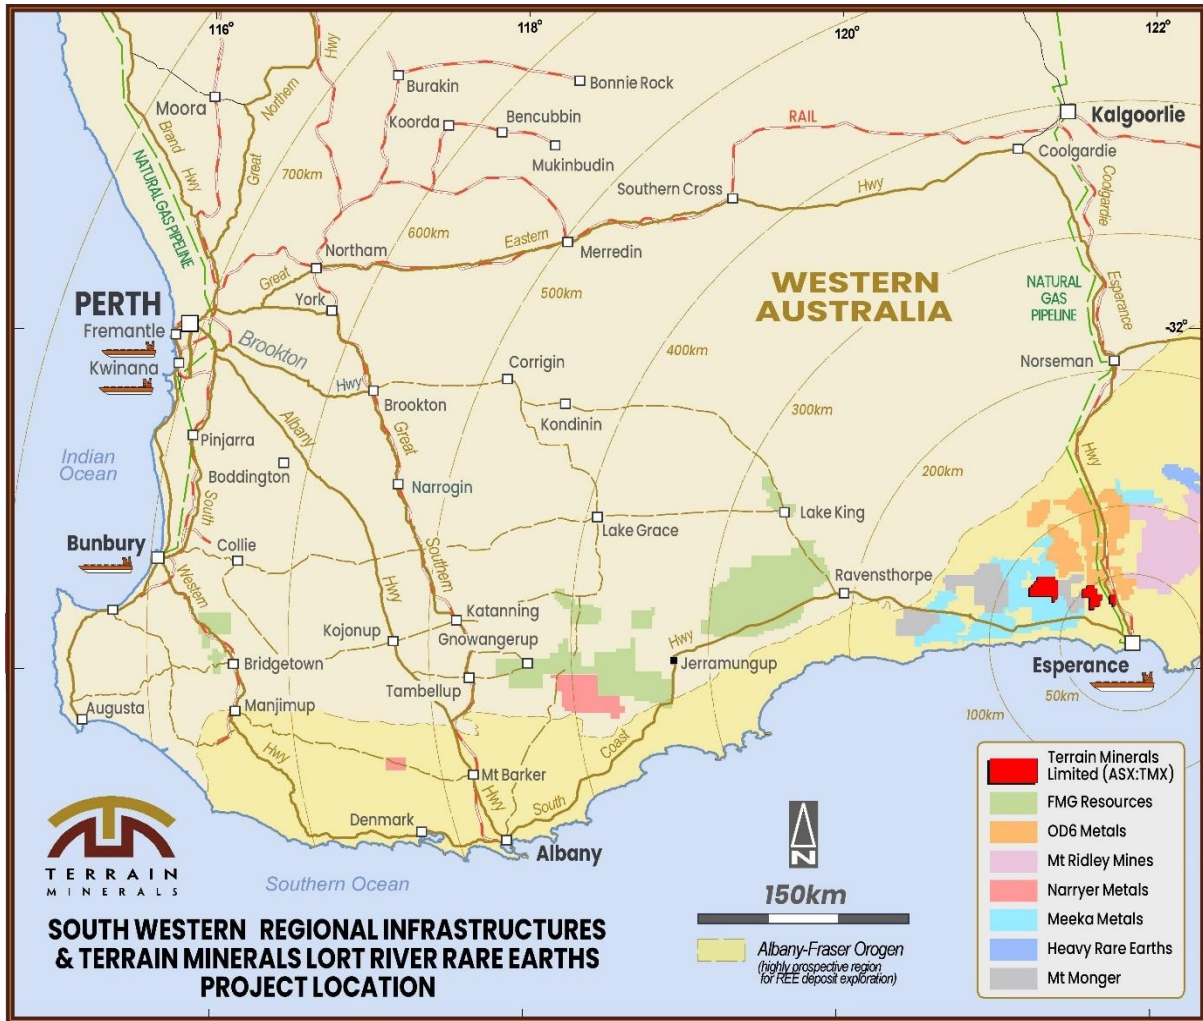 116°
118°
120°
122°
Moora
Brand
Hwy
Great
Northern
Hwy
Burakin
Bonnie Rock
Koorda
Bencubbin
Mukinbudin
RAIL
Kalgoorlie
Coolgardie
Southern Cross
Hwy
NATURAL GAS PIPELINE
700km
600km
500km
400km
300km
200km
100km
50km
Northam
Great
Eastern
Merredin
Coolgardie
Esperance
Hwy
WESTERN
AUSTRALIA
NATURAL
GAS
PIPELINE
-32°
PERTH
Fremantle
Kwinana
York
Brookton
Hwy
Brookton
Corrigin
Kondinin
Norseman
Indian
Ocean
Pinjarra
Boddington
Albany
Hwy
Great
Southern
Hwy
Narrogin
Lake Grace
Lake King
Bunbury
Collie
South
Western
Hwy
Ravensthorpe
Katanning
Gnowangerup
Kojonup
Tambellup
Hwy
Jerramungup
Esperance
Bridgetown
Manjimup
Augusta
Mt Barker
South
Coast
Denmark
Albany
Southern Ocean
TERRAIN
MINERALS
SOUTH WESTERN REGIONAL INFRASTRUCTURES
& TERRAIN MINERALS LORT RIVER RARE EARTHS
PROJECT LOCATION
N
150km
Albany-Fraser Orogen
(highly prospective region
for REE deposit exploration)
Terrain Minerals
Limited (ASX:TMX)
FMG Resources
OD6 Metals
Mt Ridley Mines
Narryer Metals
Meeka Metals
Heavy Rare Earths
Mt Monger